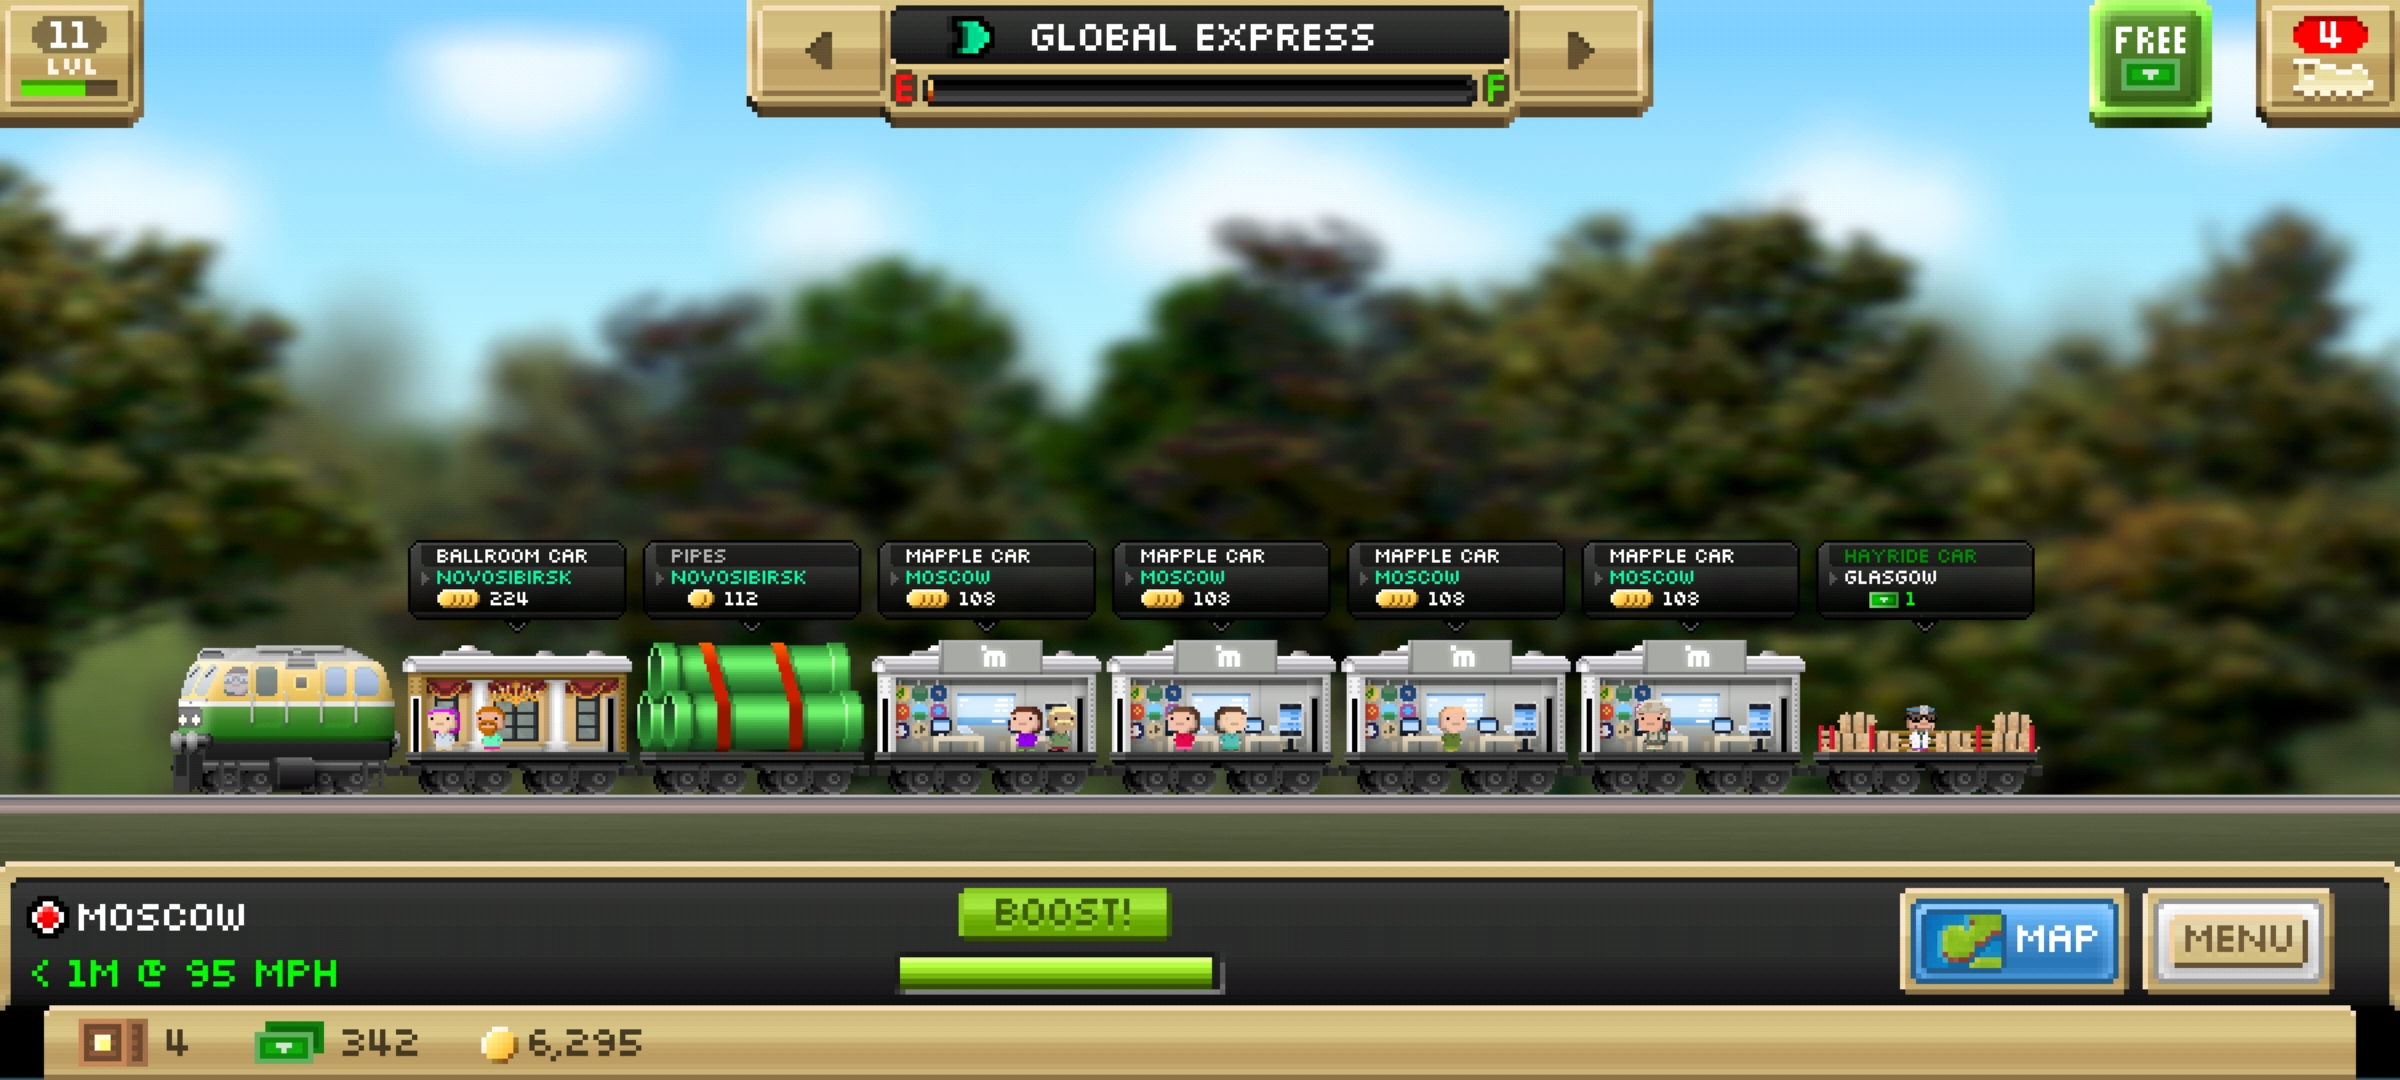 11
LVL
GLOBAL EXPRESS
E F
FREE
4
BALLROOM CAR
NOVOSIBIRSK
224
PIPES
NOVOSIBIRSK
112
MAPPLE CAR
MOSCOW
108
MAPPLE CAR
MOSCOW
108
MAPPLE CAR
MOSCOW
108
MAPPLE CAR
MOSCOW
108
HAYRIDE CAR
GLASGOW
1
m
m
m
m
MOSCOW
< 1M @ 95 MPH
BOOST!
MAP
MENU
4
342
6,295